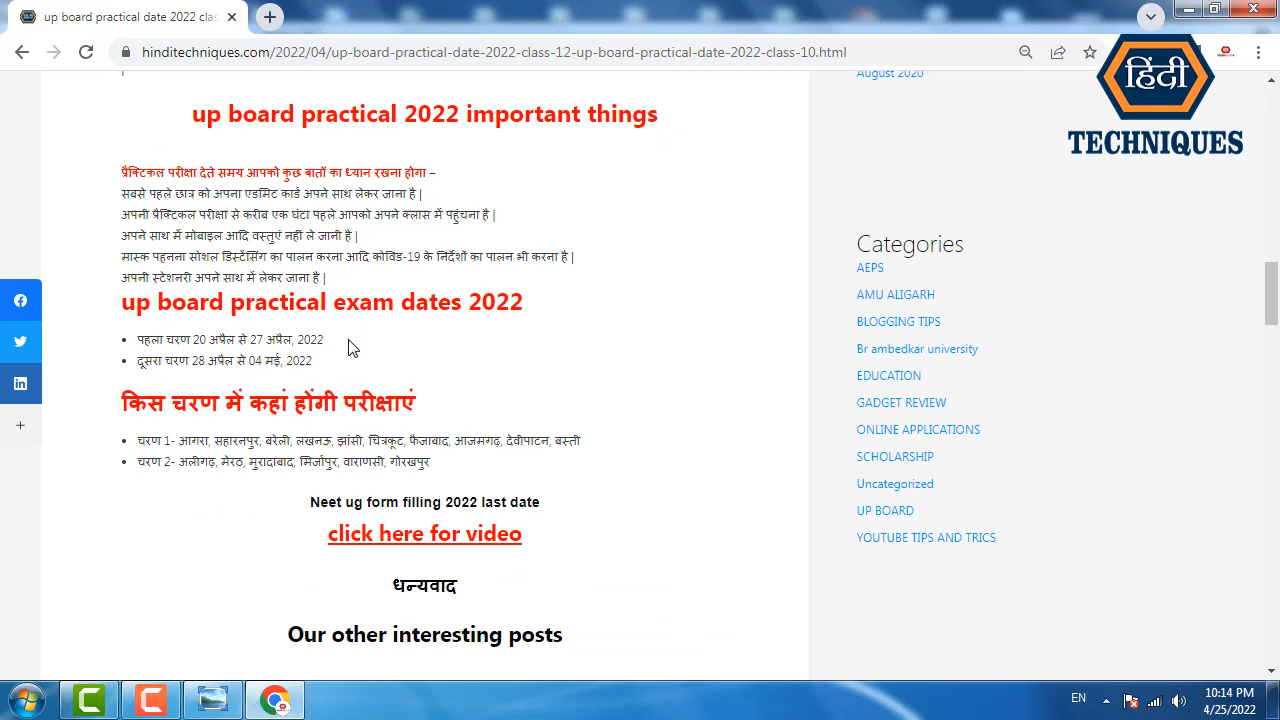 up board practical date 2022 clas
hinditechniques.com/2022/04/up-board-practical-date-2022-class-12-up-board-practical-date-2022-class-10.html
हिंदी
TECHNIQUES
August 2020
up board practical 2022 important things
प्रैक्टिकल परीक्षा देते समय आपको कुछ बातों का ध्यान रखना होगा –
सबसे पहले छात्र को अपना एडमिट कार्ड अपने साथ लेकर जाना है |
अपनी प्रैक्टिकल परीक्षा से करीब एक घंटा पहले आपको अपने क्लास में पहुंचना है |
अपने साथ में मोबाइल आदि वस्तुएं नहीं ले जानी है |
मास्क पहनना सोशल डिस्टेंसिंग का पालन करना आदि कोविड-19 के निर्देशों का पालन भी करना है |
अपनी स्टेशनरी अपने साथ में लेकर जाना है |
up board practical exam dates 2022
पहला चरण 20 अप्रैल से 27 अप्रैल, 2022
दूसरा चरण 28 अप्रैल से 04 मई, 2022
किस चरण में कहां होंगी परीक्षाएं
चरण 1- आगरा, सहारनपुर, बरेली, लखनऊ, झांसी, चित्रकूट, फैजाबाद, आजमगढ़, देवीपाटन, बस्ती
चरण 2- अलीगढ़, मेरठ, मुरादाबाद, मिर्जापुर, वाराणसी, गोरखपुर
Neet ug form filling 2022 last date
click here for video
धन्यवाद
Our other interesting posts
Categories
AEPS
AMU ALIGARH
BLOGGING TIPS
Br ambedkar university
EDUCATION
GADGET REVIEW
ONLINE APPLICATIONS
SCHOLARSHIP
Uncategorized
UP BOARD
YOUTUBE TIPS AND TRICS
EN
10:14 PM
4/25/2022